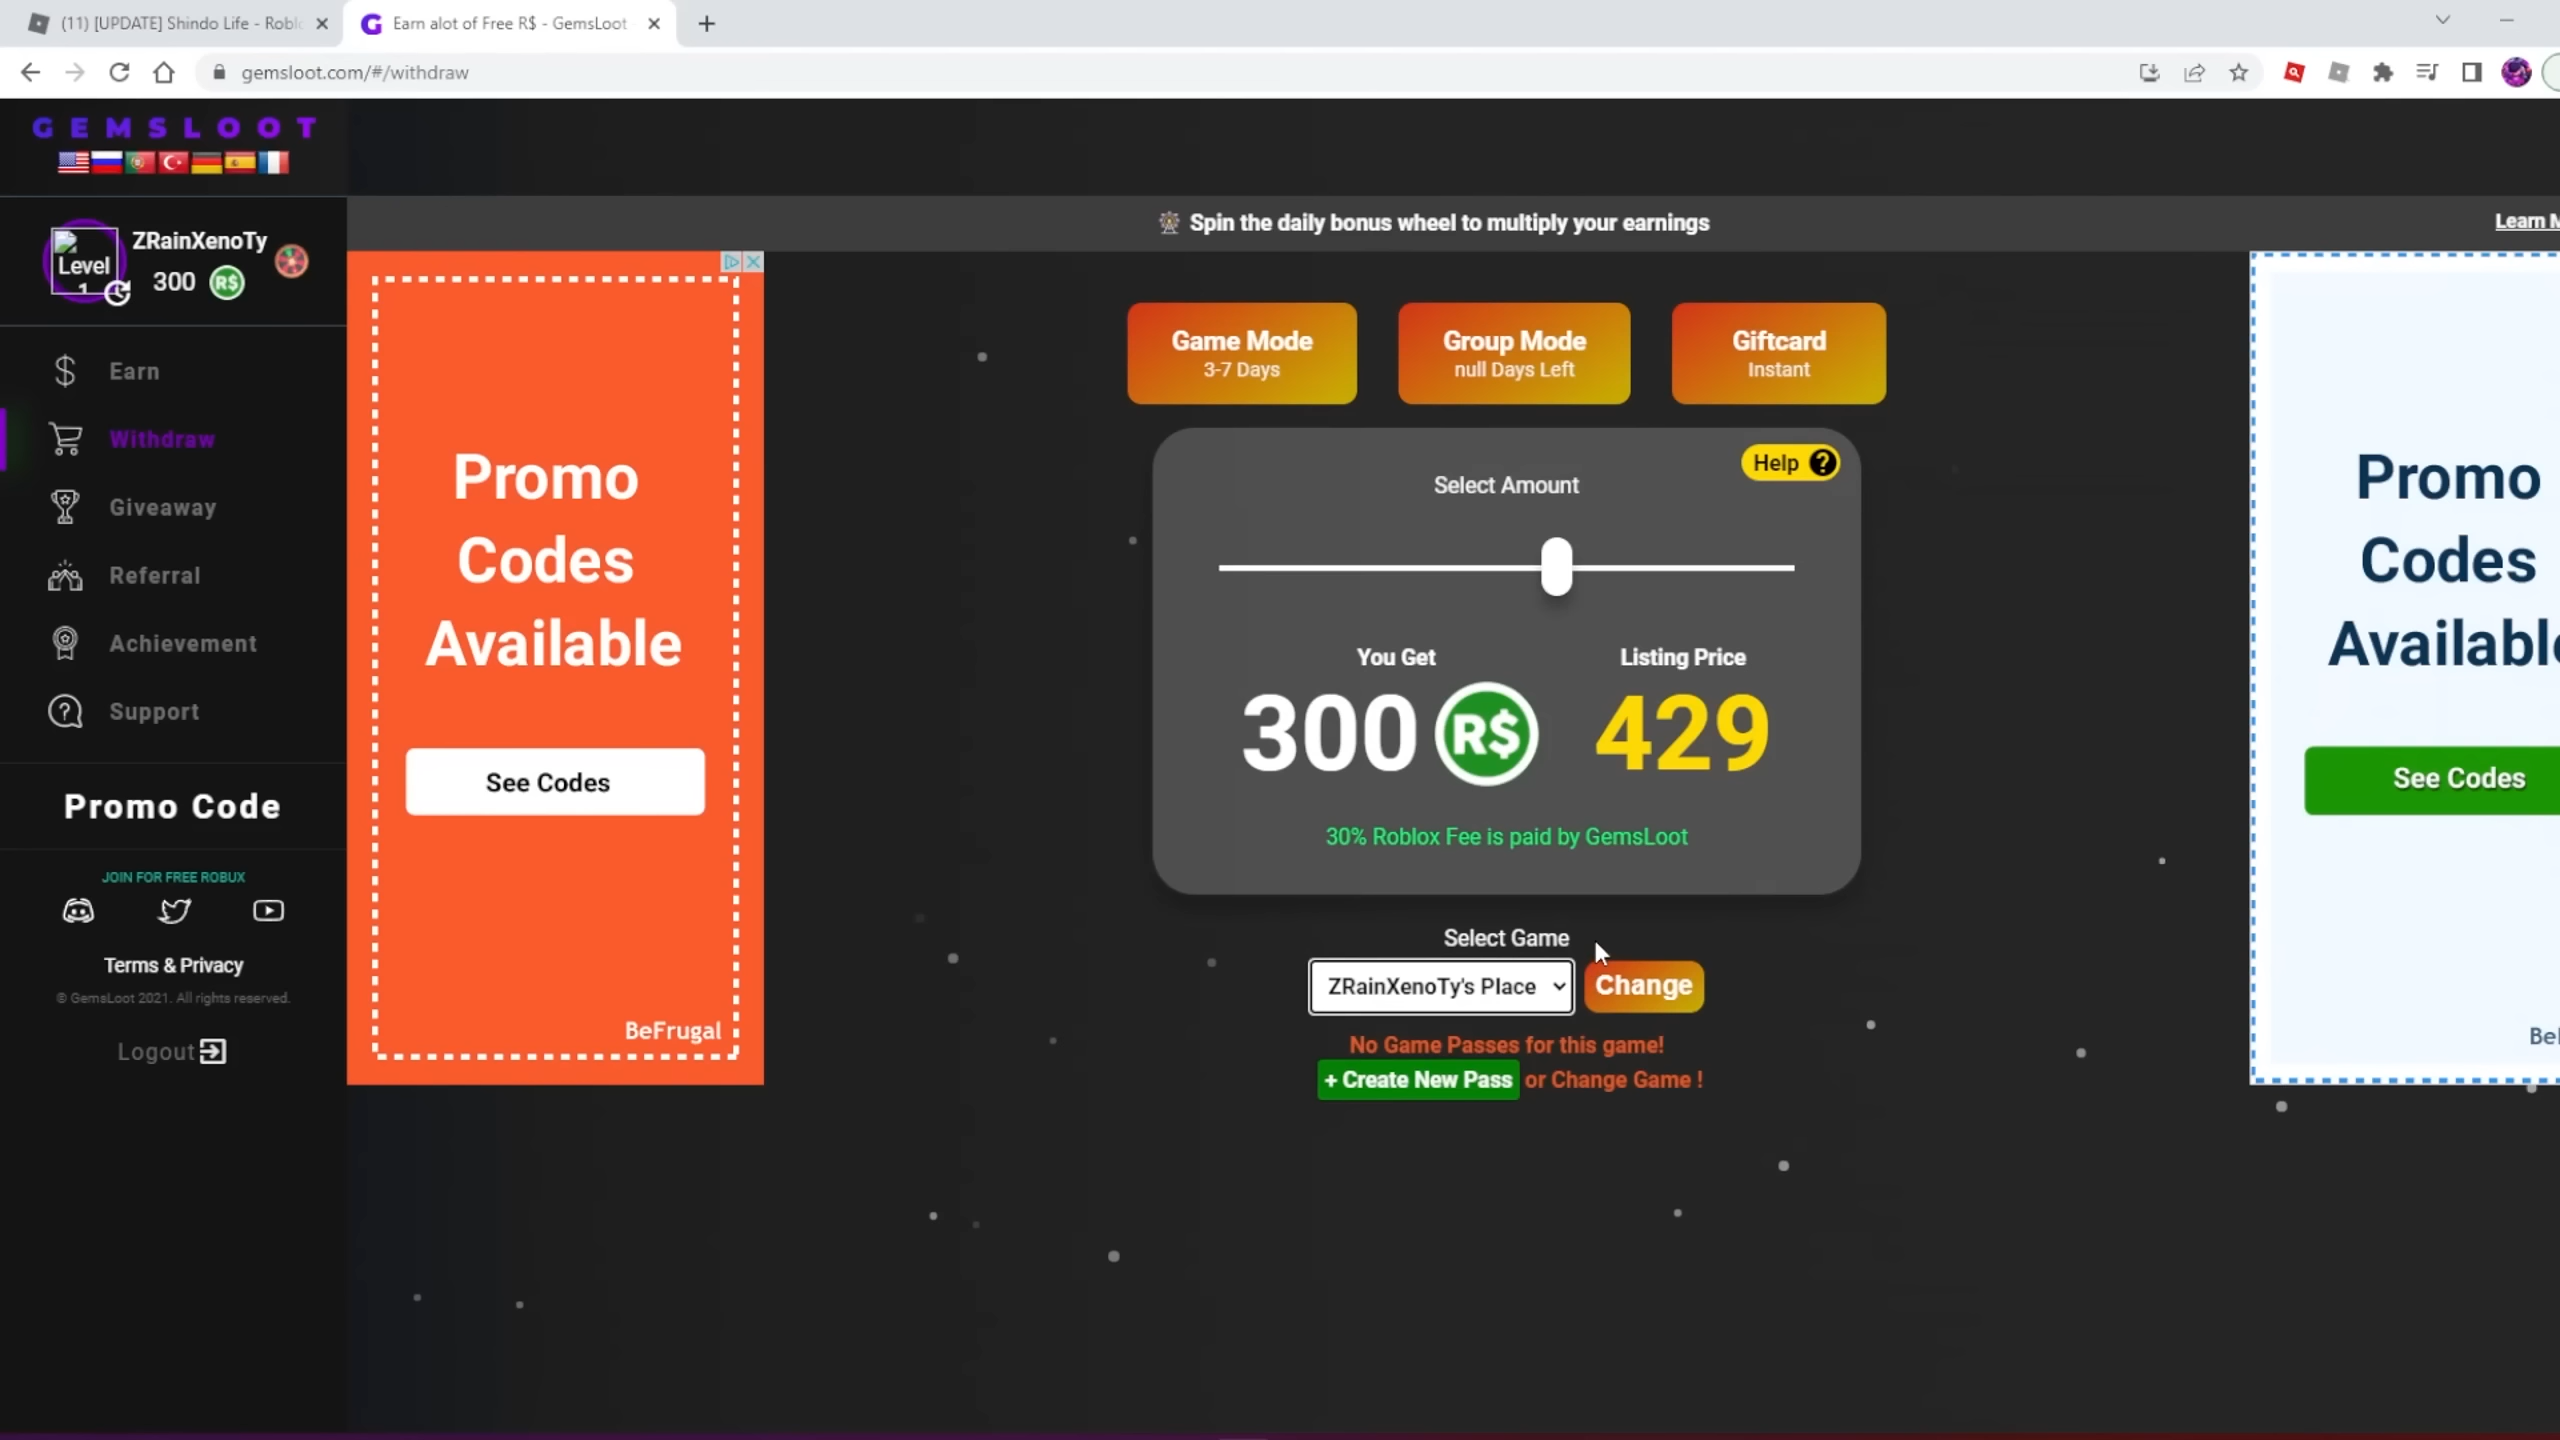 (11) [UPDATE] Shindo Life - Roblo
Earn alot of Free R$ - GemsLoot
gemsloot.com/#/withdraw
GEMSLOOT
ZRainXenoTy
Level
1
300 R$
Earn
Withdraw
Giveaway
Referral
Achievement
Support
Promo Code
JOIN FOR FREE ROBUX
Terms & Privacy
© GemsLoot 2021. All rights reserved.
Logout
Spin the daily bonus wheel to multiply your earnings
Learn M
Promo
Codes
Available
See Codes
BeFrugal
Game Mode
3-7 Days
Group Mode
null Days Left
Giftcard
Instant
Help ?
Select Amount
You Get
Listing Price
300 R$ 429
30% Roblox Fee is paid by GemsLoot
Select Game
ZRainXenoTy's Place
Change
No Game Passes for this game!
+ Create New Pass or Change Game !
Promo
Codes
Available
See Codes
Be